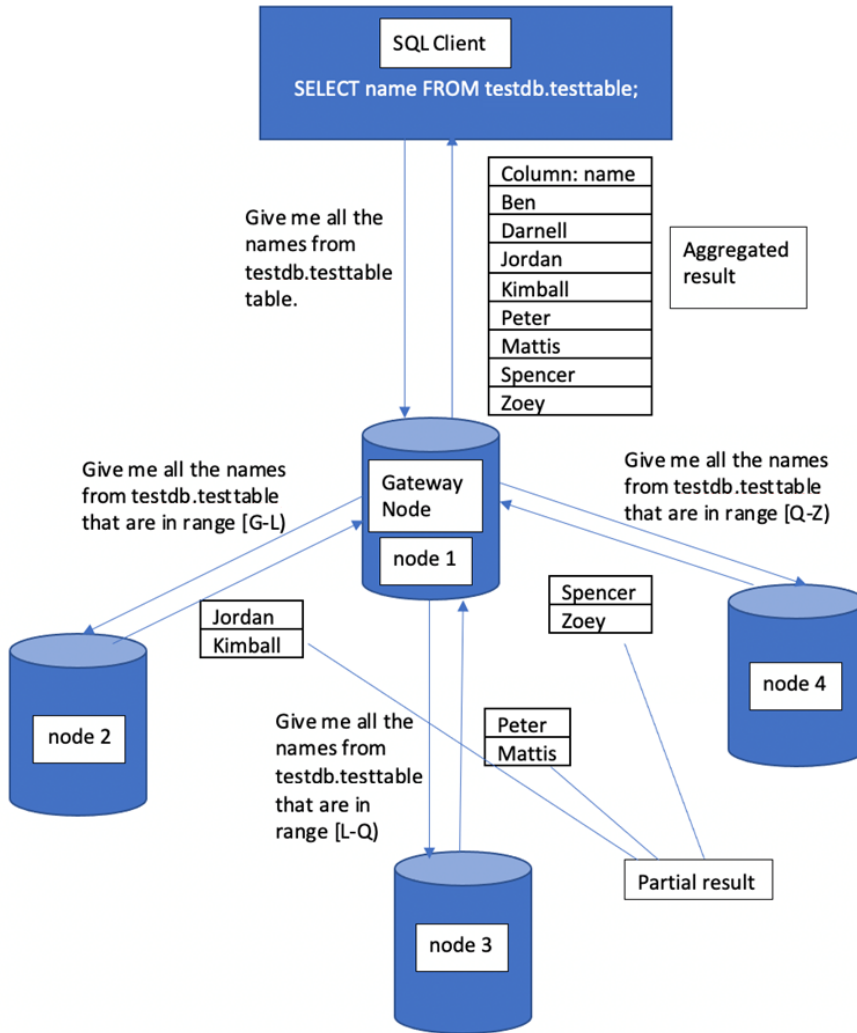 SQL Client
SELECT name FROM testdb.testtable;
Give me all the
names from
testdb.testtable
table.
Column: name
Ben
Darnell
Jordan
Kimball
Peter
Mattis
Spencer
Zoey
Aggregated
result
Give me all the names
from testdb.testtable
that are in range [G-L)
Gateway
Node
node 1
Give me all the names
from testdb.testtable
that are in range [Q-Z)
Jordan
Kimball
Spencer
Zoey
node 2
node 4
Give me all the
names from
testdb.testtable
that are in
range [L-Q)
Peter
Mattis
Partial result
node 3